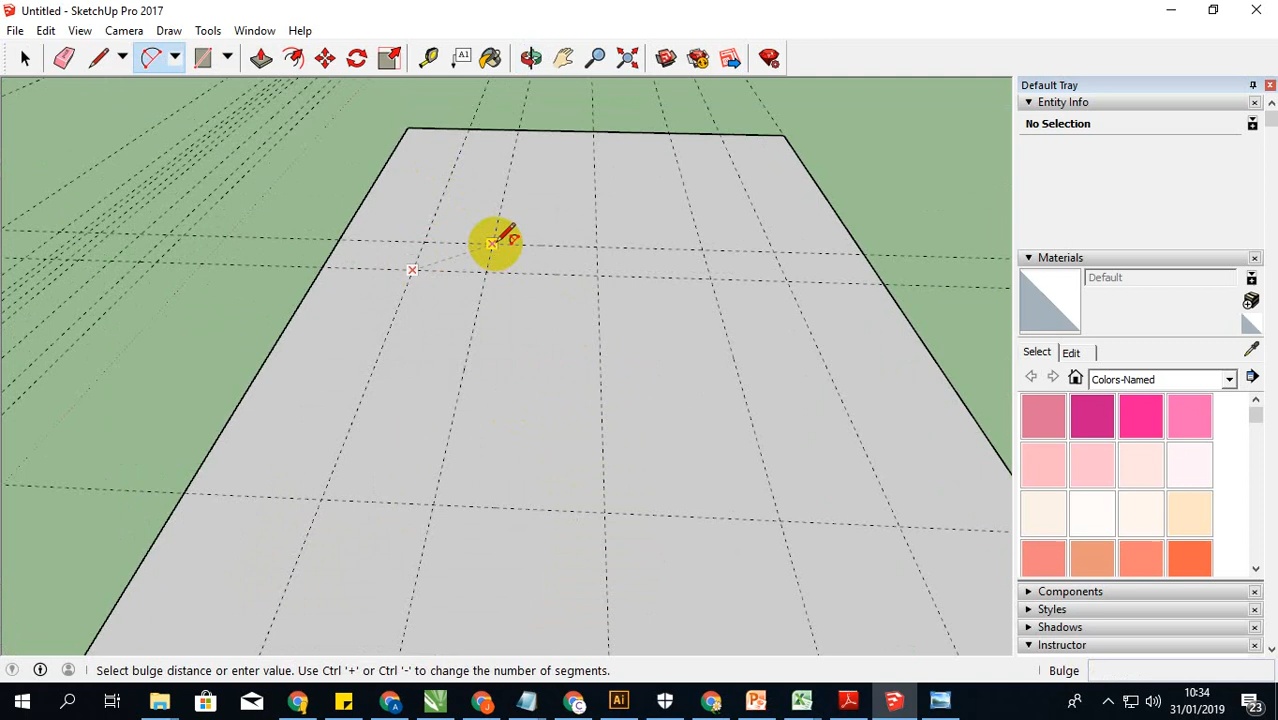 Untitled - SketchUp Pro 2017
File Edit View Camera Draw Tools Window Help
A1
Default Tray
Entity Info
No Selection
Materials
Default
Select Edit
Colors-Named
Components
Styles
Shadows
Instructor
Select bulge distance or enter value. Use Ctrl '+' or Ctrl '-' to change the number of segments.
Bulge
10:34
31/01/2019
23